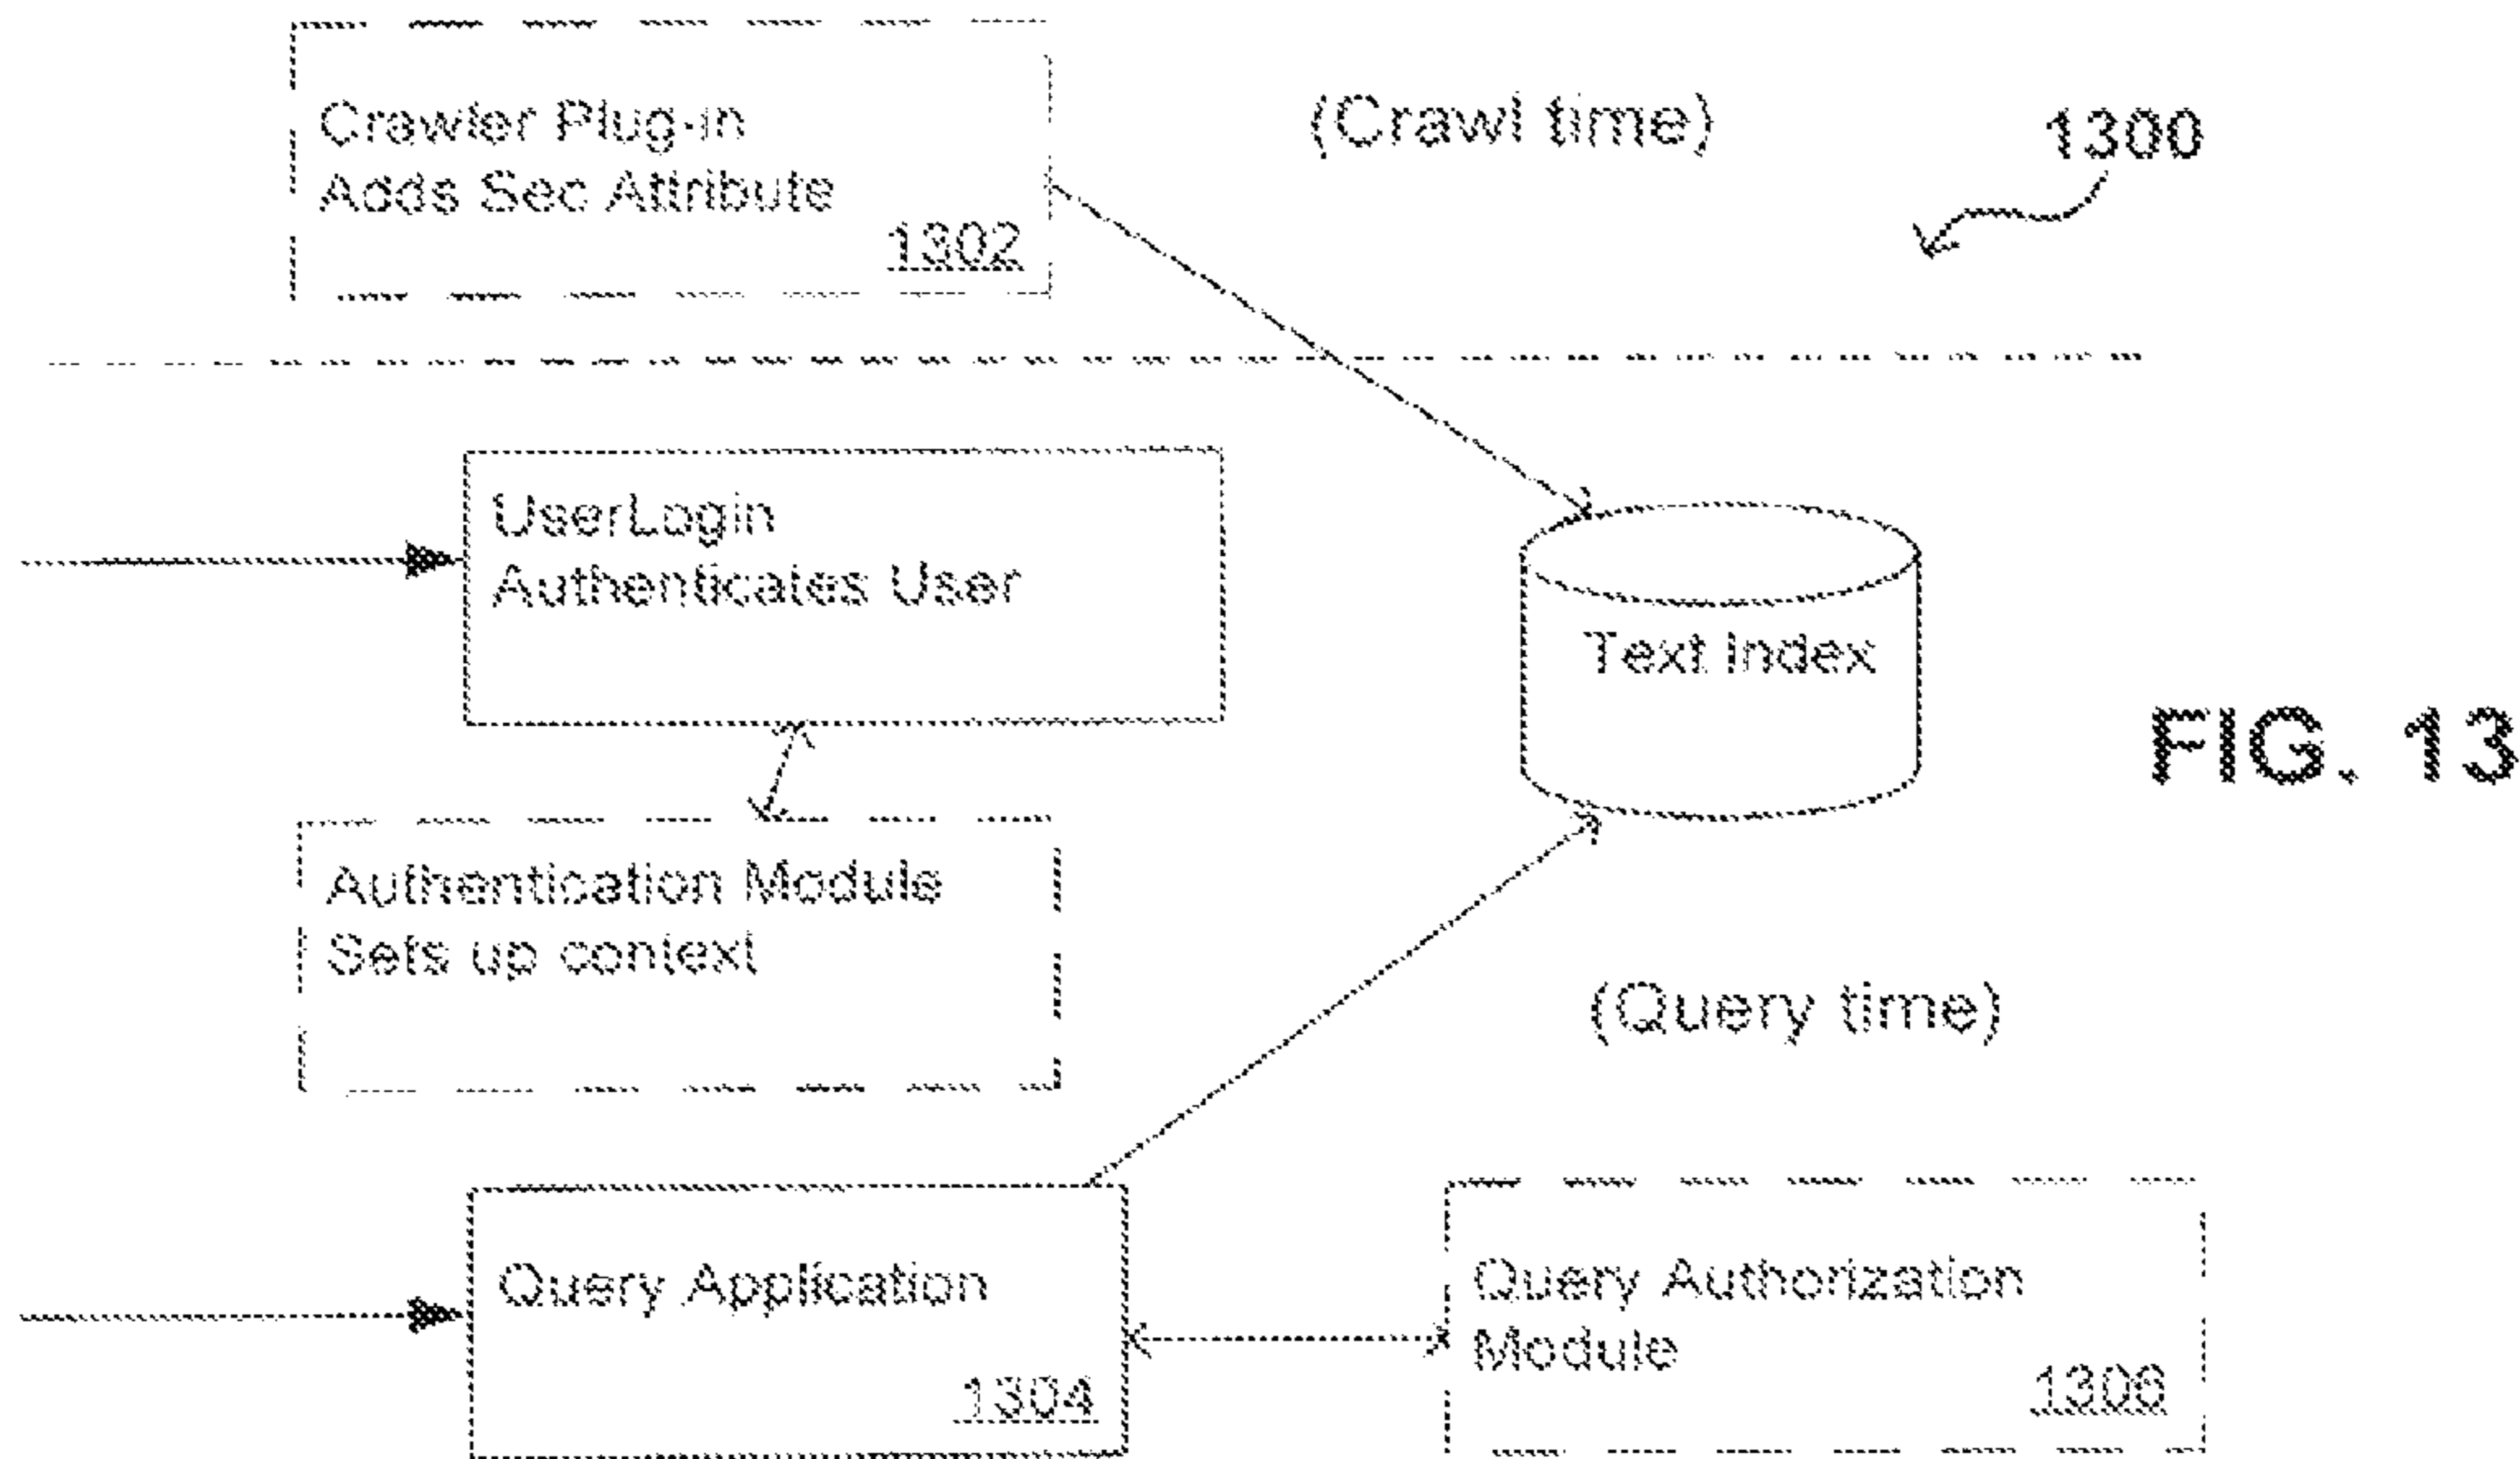 Crawler Plug-in
Adds Sec Attribute
1302
(Crawl time)
1300
UserLogin
Authenticates User
Text Index
FIG. 13
Authentication Module
Sets up context
(Query time)
Query Application
1304
Query Authorization
Module
1306